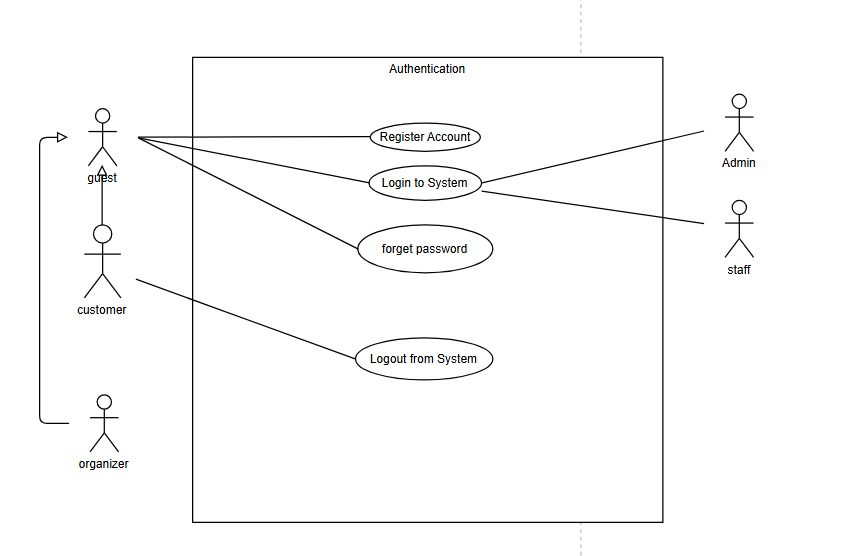 Authentication
Register Account
Login to System
forget password
Logout from System
guest
customer
organizer
Admin
staff